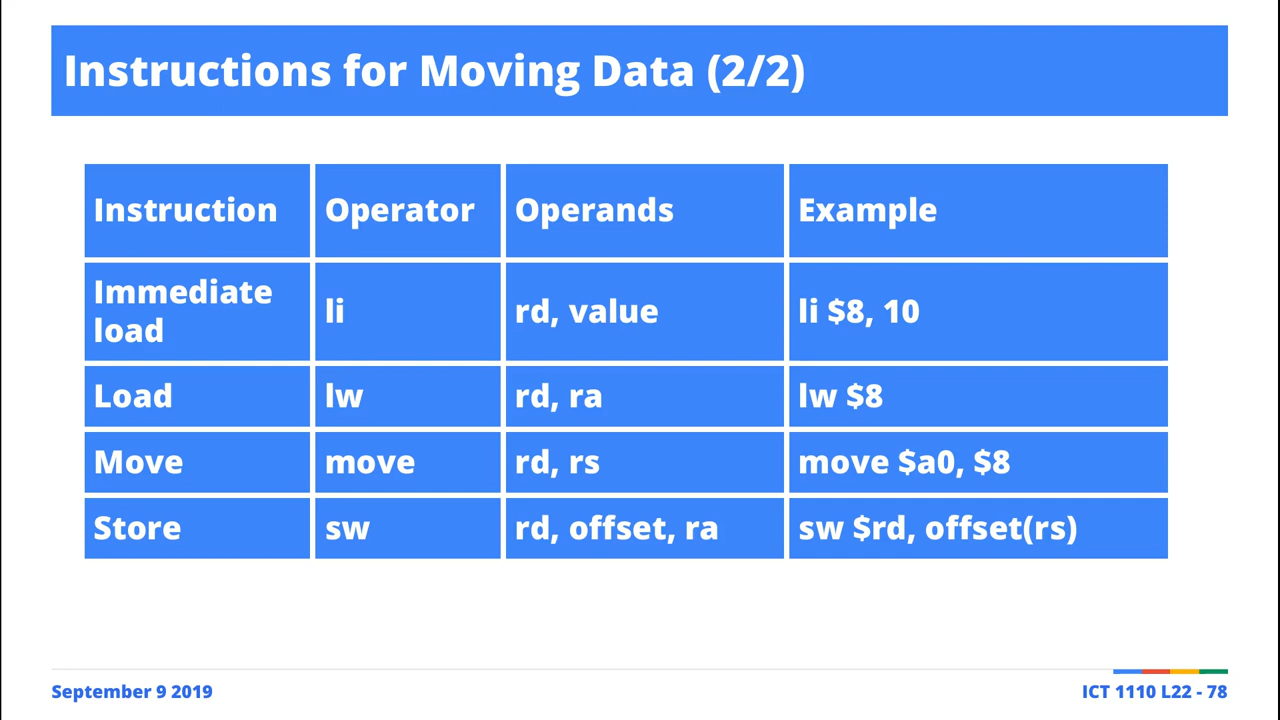 Instructions for Moving Data (2/2)
Instruction Operator Operands Example
Immediate
load li rd, value li $8, 10
Load lw rd, ra lw $8
Move move rd, rs move $a0, $8
Store sw rd, offset, ra sw $rd, offset(rs)
September 9 2019 ICT 1110 L22 - 78